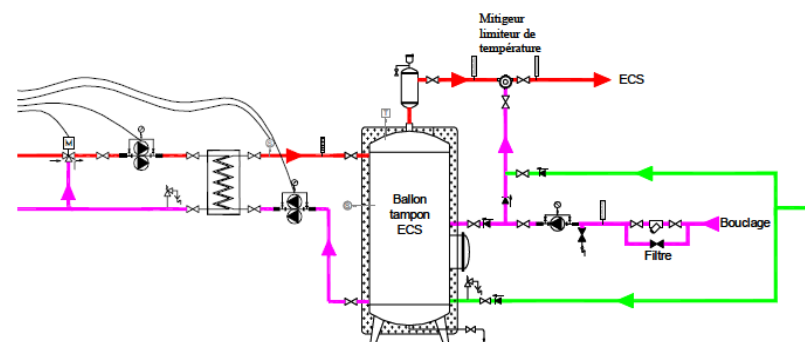 Mitigeur
limiteur de
température
ECS
M
T
Ballon
tampon
ECS
Bouclage
Filtre